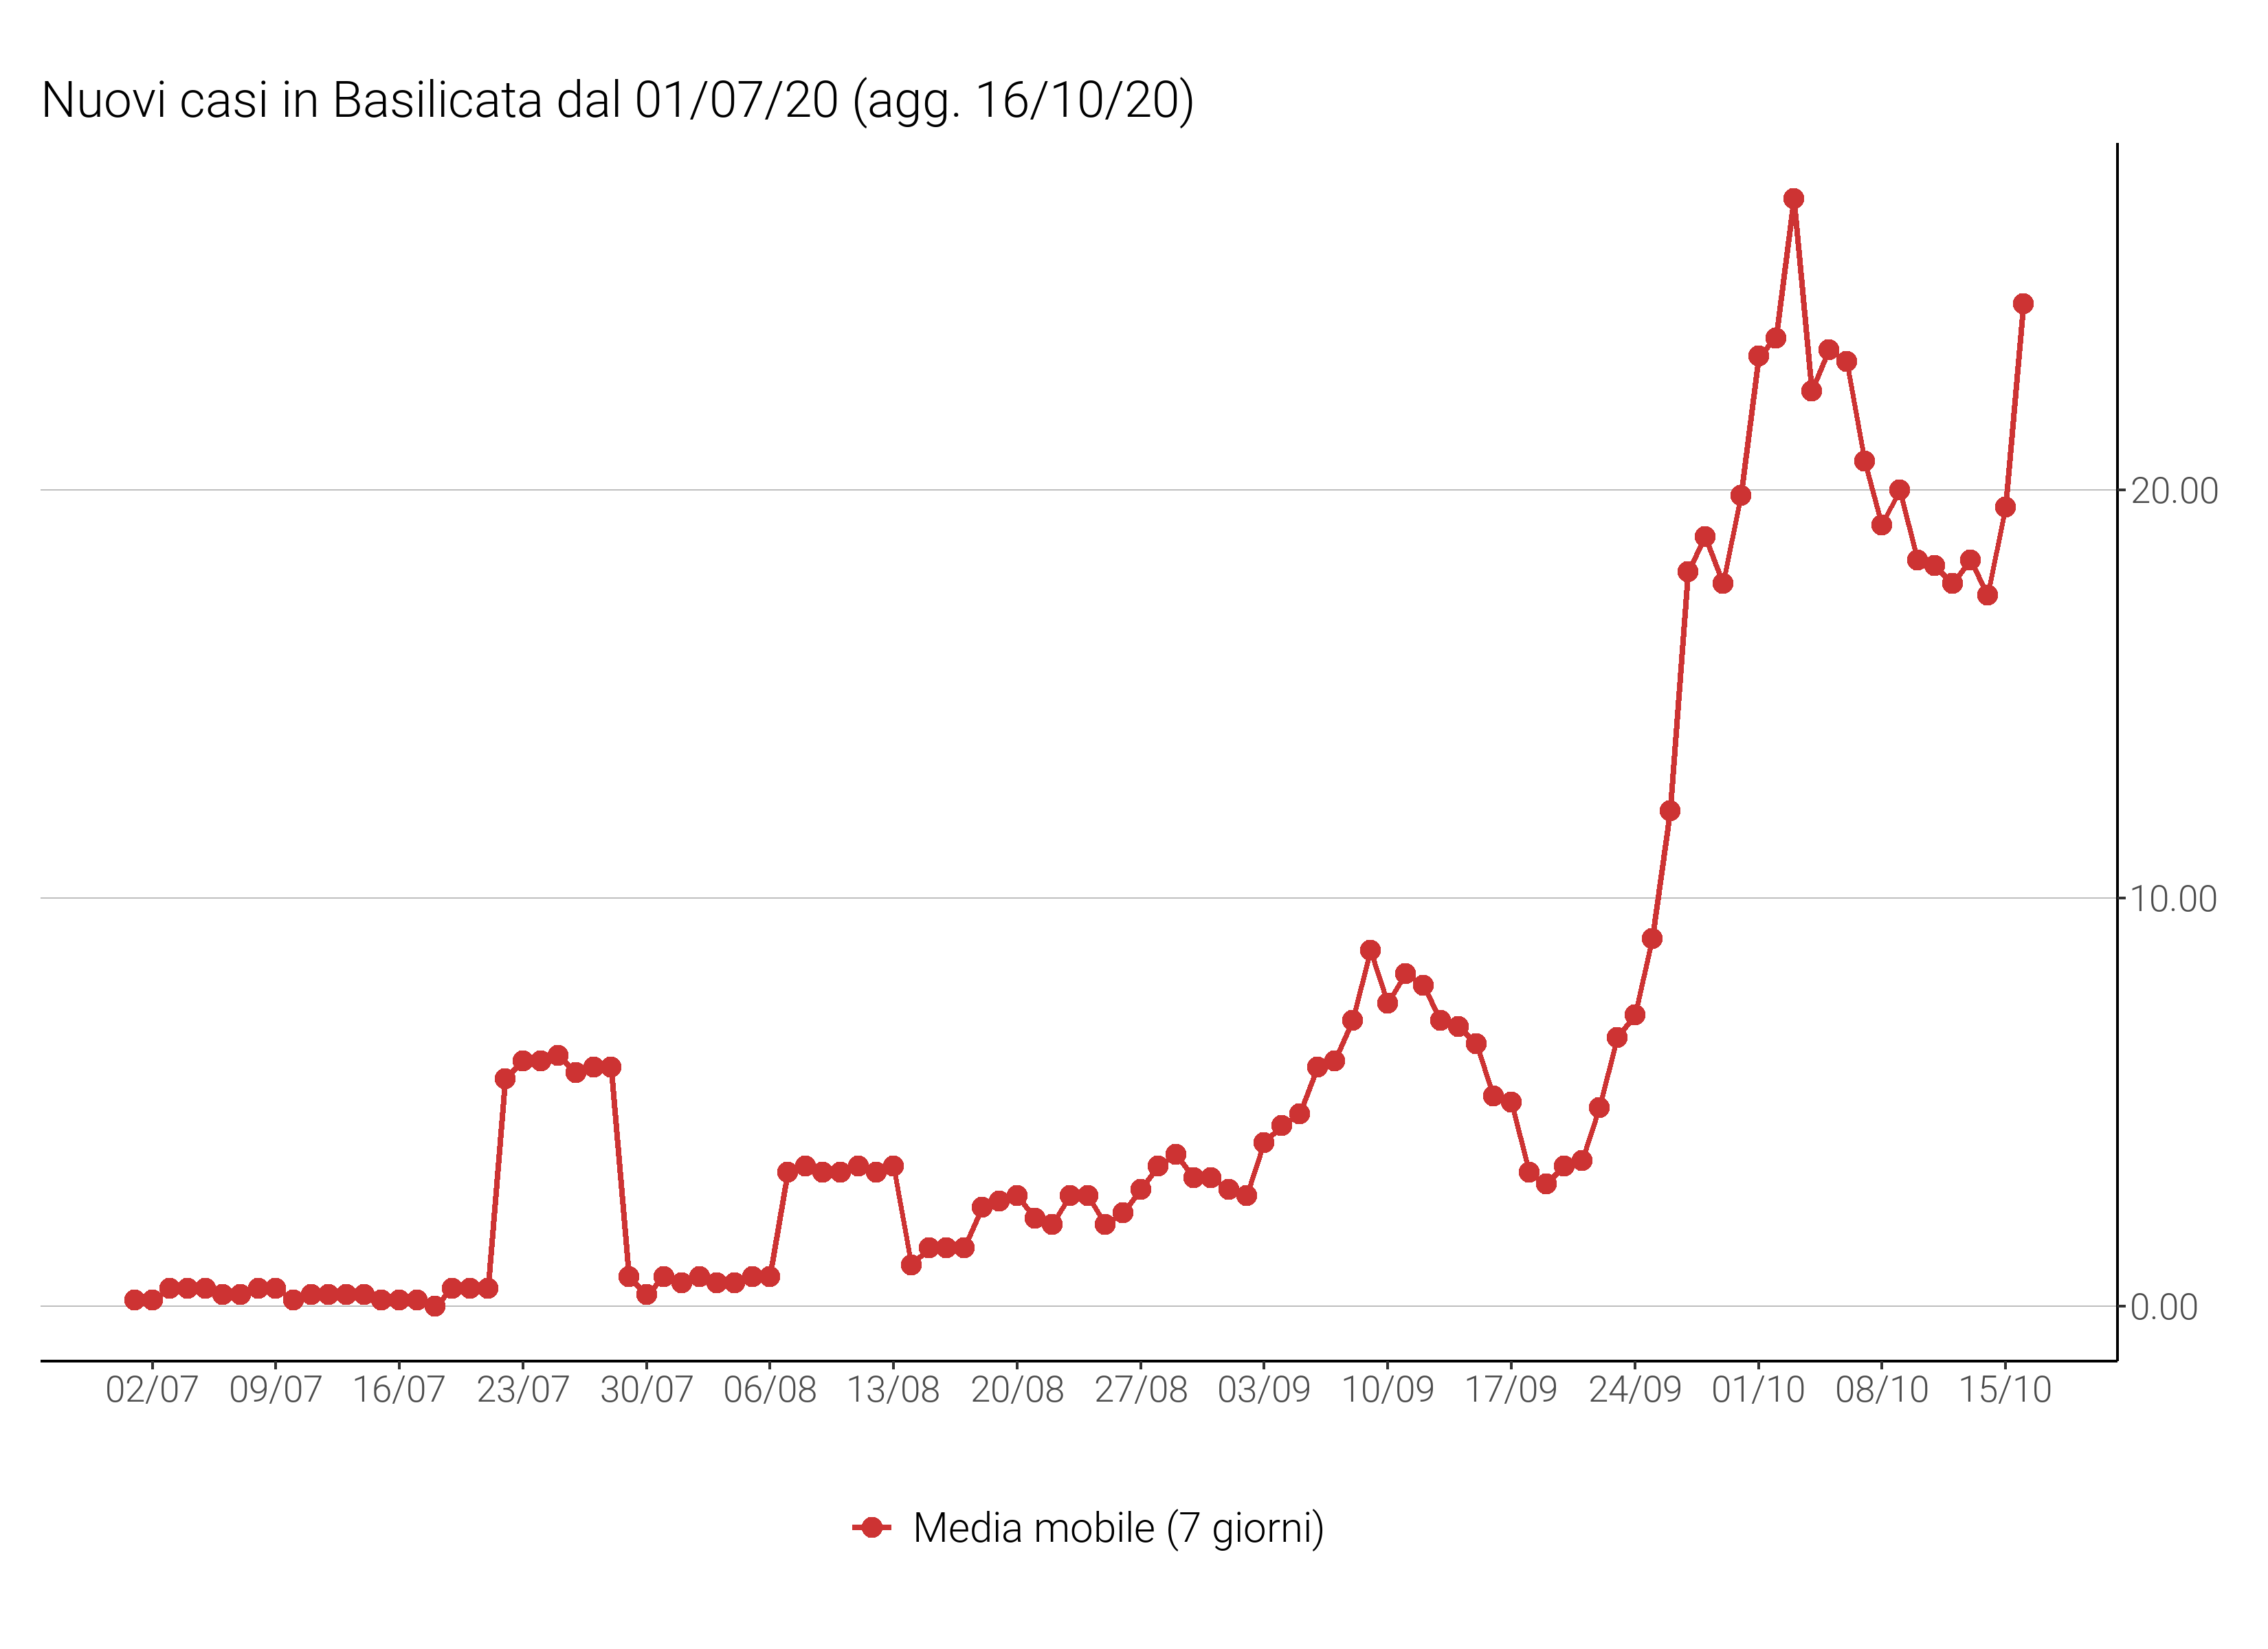 Nuovi casi in Basilicata dal 01/07/20 (agg. 16/10/20)
20.00
10.00
0.00
02/07 09/07 16/07 23/07 30/07 06/08 13/08 20/08 27/08 03/09 10/09 17/09 24/09 01/10 08/10 15/10
Media mobile (7 giorni)